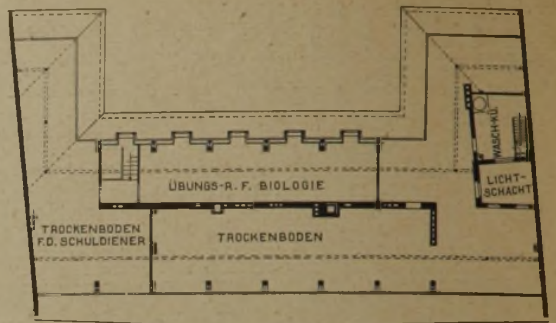 WASCH-KÜ.
LICHT-
SCHACHT
ÜBUNGS-R. F. BIOLOGIE
TROCKENBODEN
F.D. SCHULDIENER
TROCKENBODEN